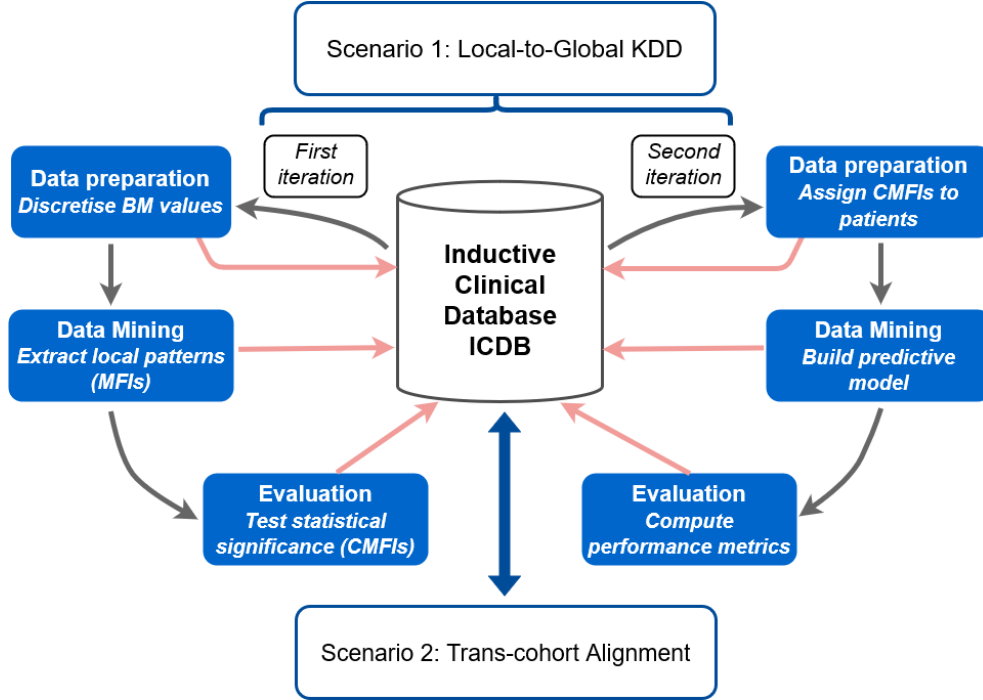 Scenario 1: Local-to-Global KDD
First
iteration
Second
iteration
Data preparation
Discretise BM values
Data preparation
Assign CMFIs to
patients
Inductive
Clinical
Database
ICDB
Data Mining
Extract local patterns
(MFIs)
Data Mining
Build predictive
model
Evaluation
Test statistical
significance (CMFIs)
Evaluation
Compute
performance metrics
Scenario 2: Trans-cohort Alignment